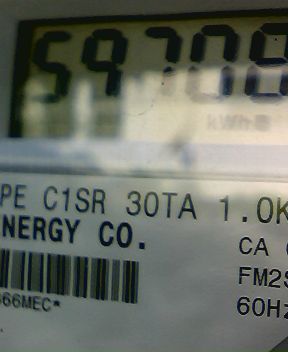 59708
kWh
PE C1SR 30TA 1.0K
NERGY CO.
CA
FM2S
66MEC*
60Hz